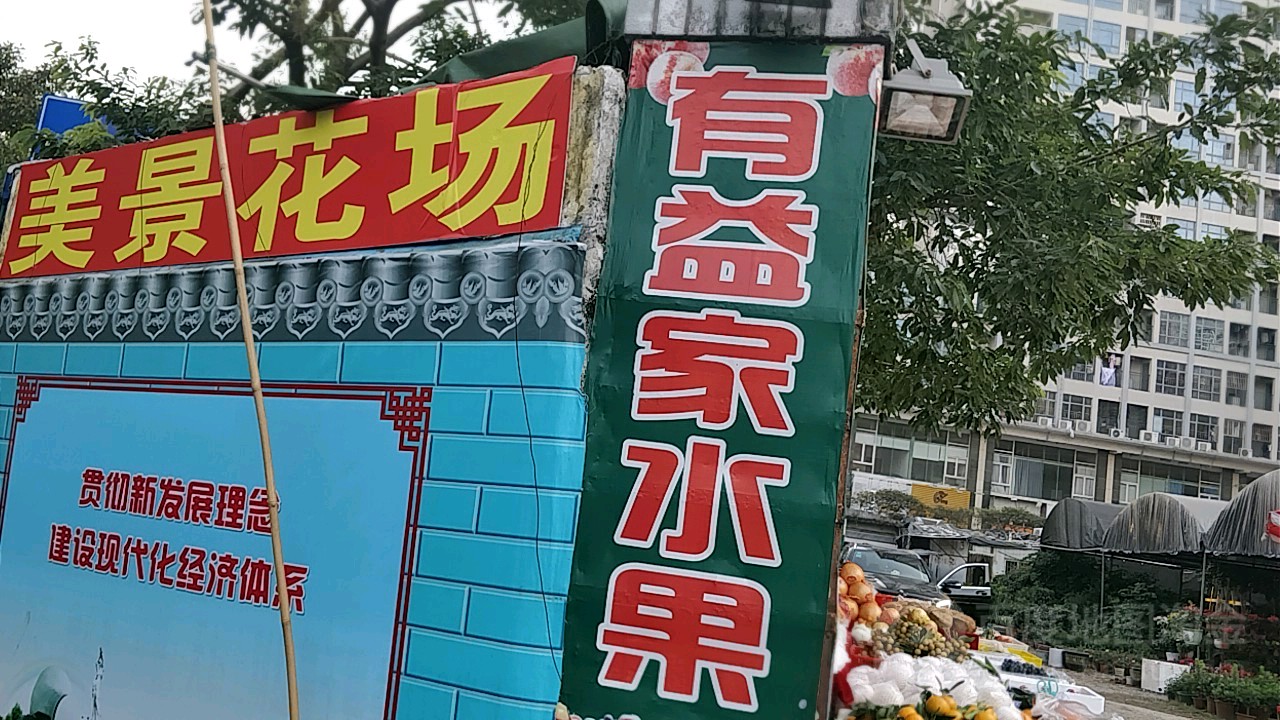 美景花场
有益家水果
贯彻新发展理念
建设现代化经济体系